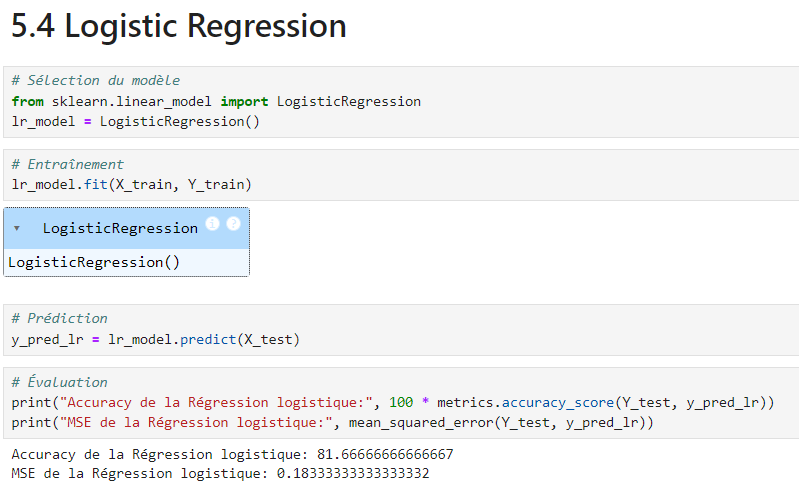 5.4 Logistic Regression
# Sélection du modèle
from sklearn.linear_model import LogisticRegression
lr_model = LogisticRegression()
# Entraînement
lr_model.fit(X_train, Y_train)
▾ LogisticRegression i ?
LogisticRegression()
# Prédiction
y_pred_lr = lr_model.predict(X_test)
# Évaluation
print("Accuracy de la Régression logistique:", 100 * metrics.accuracy_score(Y_test, y_pred_lr))
print("MSE de la Régression logistique:", mean_squared_error(Y_test, y_pred_lr))
Accuracy de la Régression logistique: 81.66666666666667
MSE de la Régression logistique: 0.18333333333333332